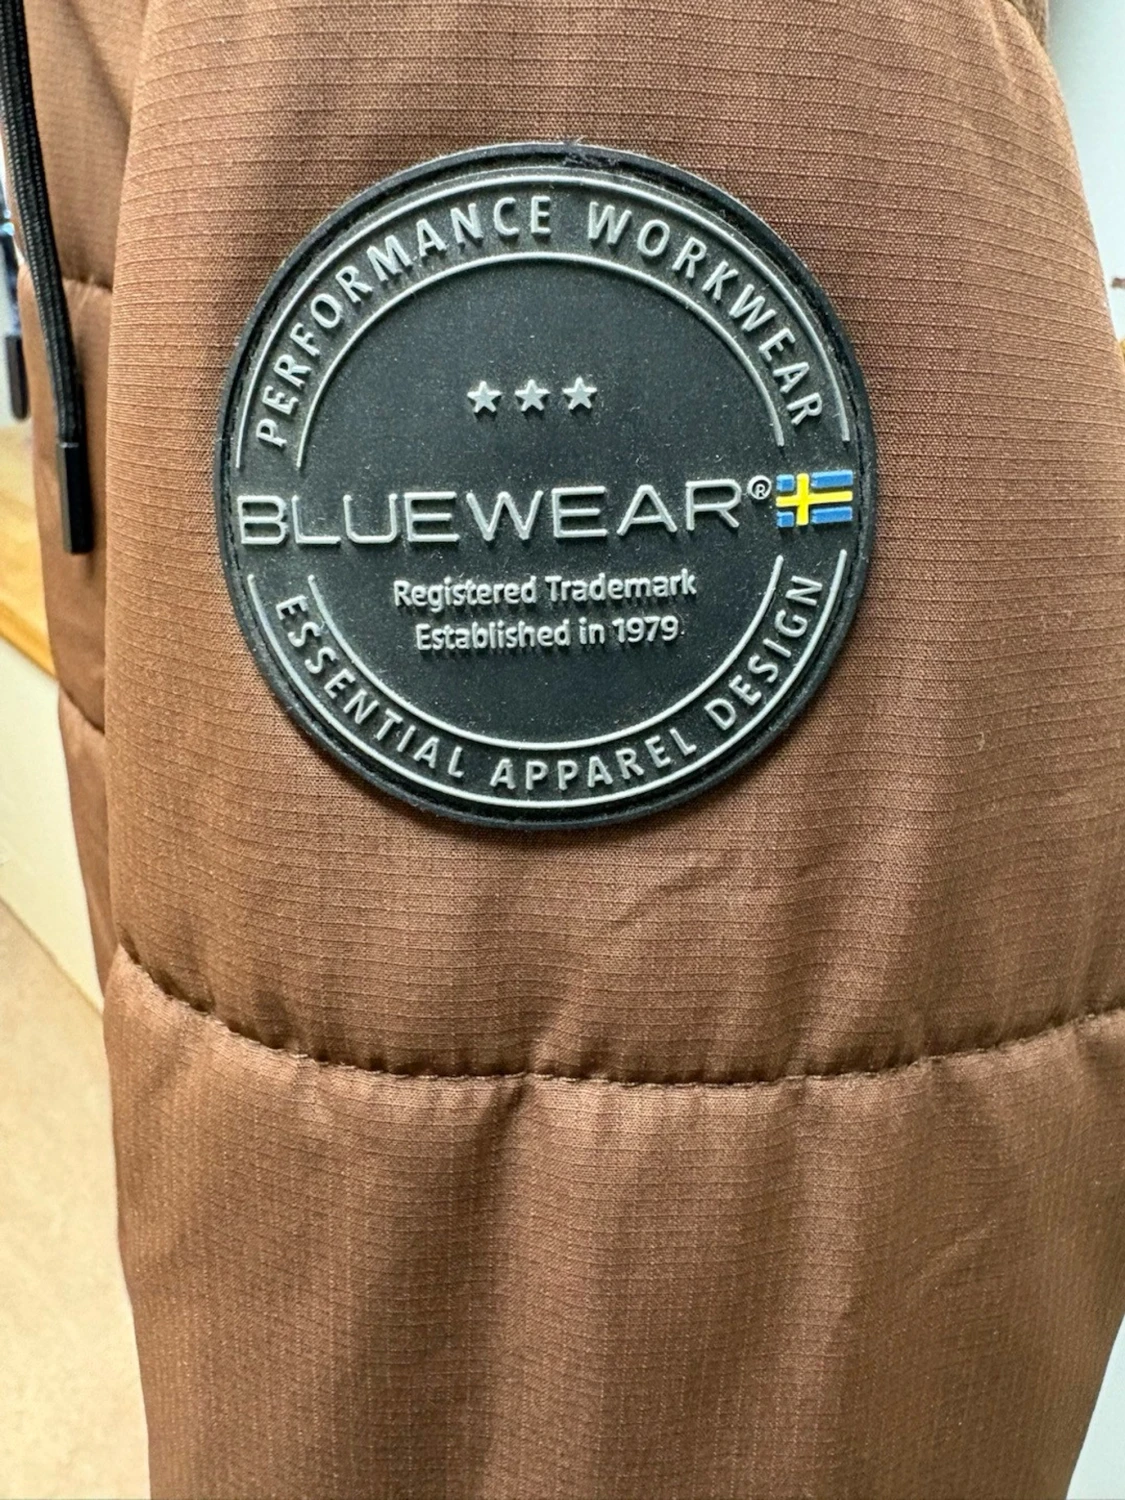 PERFORMANCE WORKWEAR
BLUEWEAR®
Registered Trademark
Established in 1979
ESSENTIAL APPAREL DESIGN